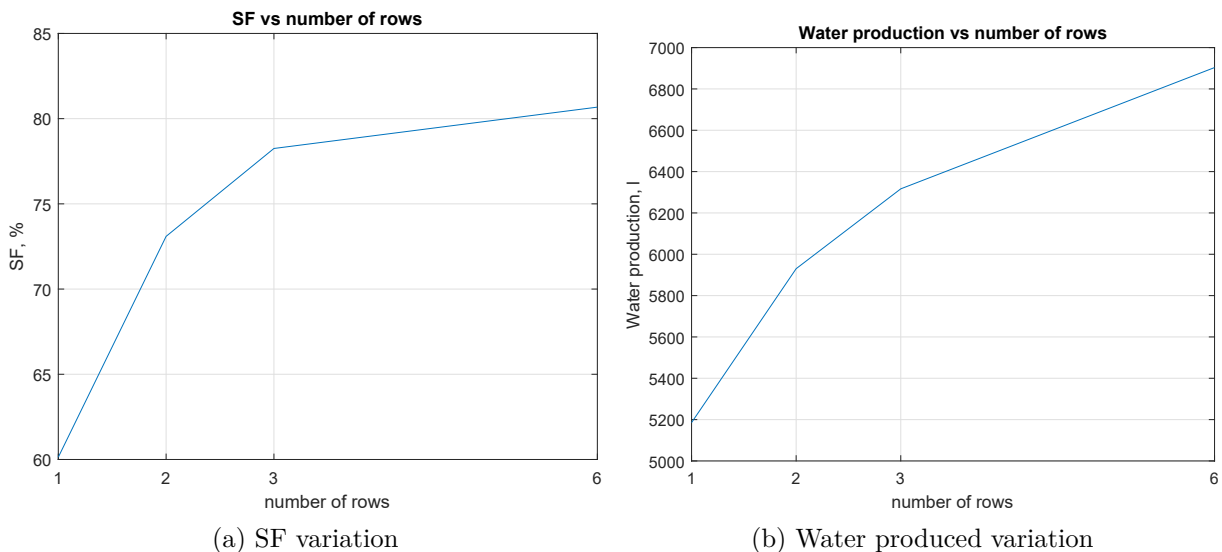 SF vs number of rows
85
80
75
70
65
60
SF, %
1 2 3 6
number of rows
(a) SF variation
Water production vs number of rows
7000
6800
6600
6400
6200
6000
5800
5600
5400
5200
5000
Water production, l
1 2 3 6
number of rows
(b) Water produced variation